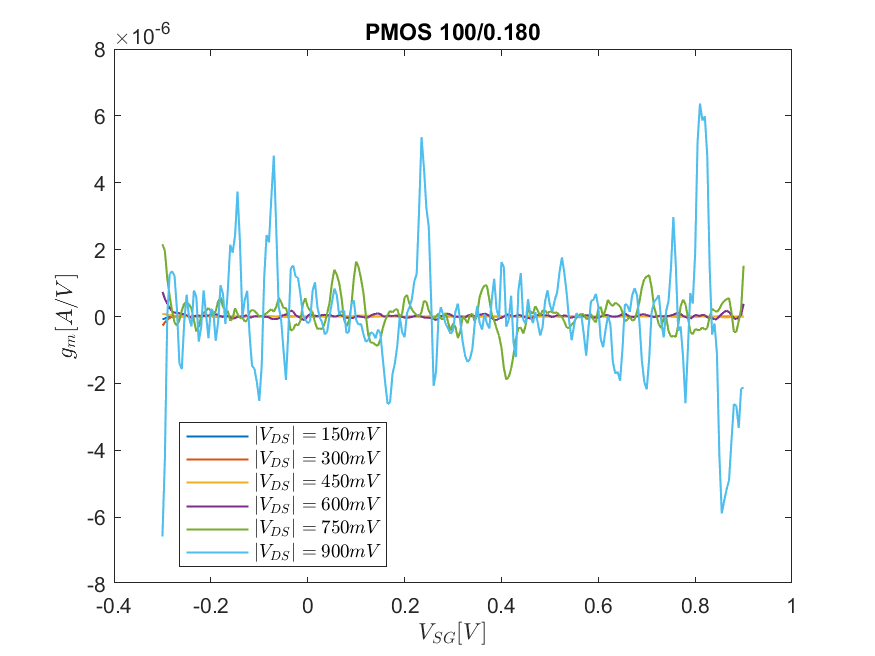 PMOS 100/0.180
×10⁻⁶
8
6
4
2
0
-2
-4
-6
-8
g_m[A/V]
|V_DS| = 150mV
|V_DS| = 300mV
|V_DS| = 450mV
|V_DS| = 600mV
|V_DS| = 750mV
|V_DS| = 900mV
-0.4 -0.2 0 0.2 0.4 0.6 0.8 1
V_SG[V]